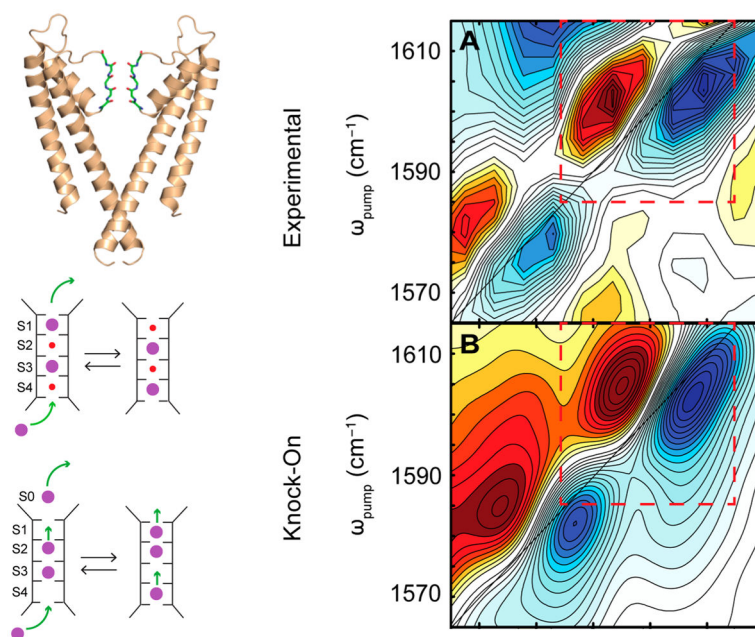 A
Experimental
ω_pump (cm⁻¹)
1610
1590
1570
S1
S2
S3
S4
B
Knock-On
ω_pump (cm⁻¹)
1610
1590
1570
S0
S1
S2
S3
S4